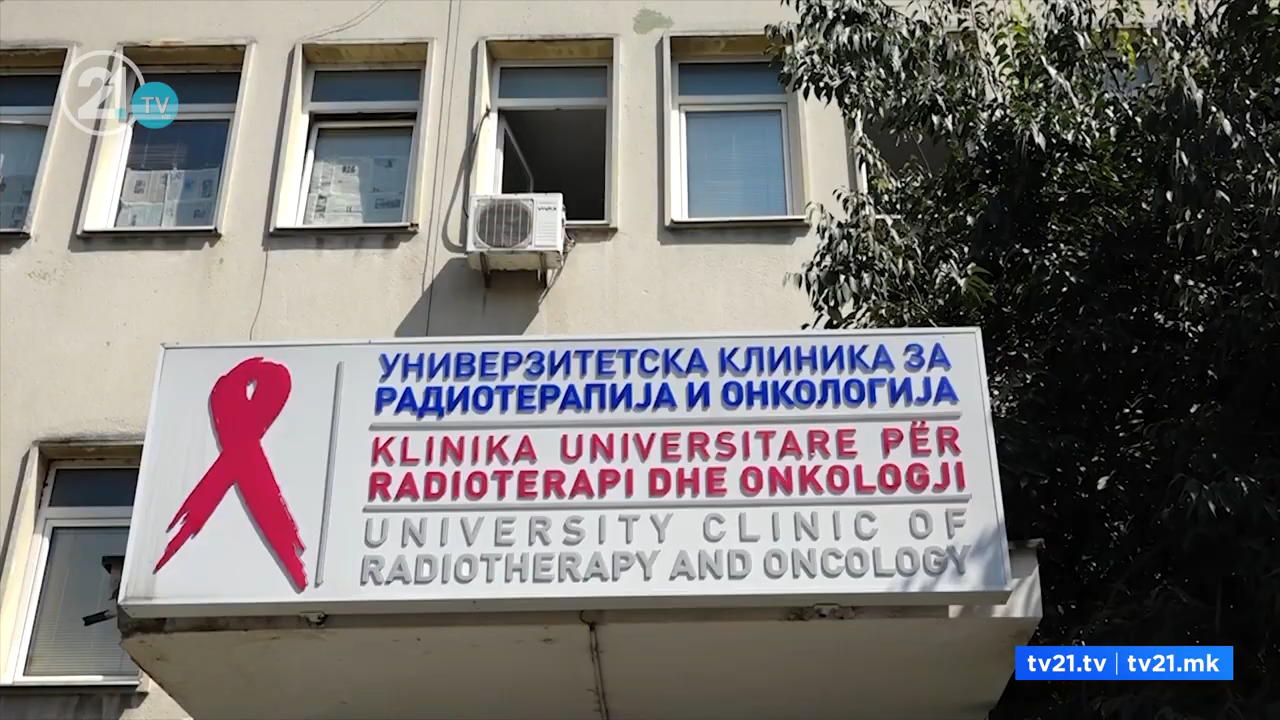 21
TV
УНИВЕРЗИТЕТСКА КЛИНИКА ЗА
РАДИОТЕРАПИЈА И ОНКОЛОГИЈА
KLINIKA UNIVERSITARE PËR
RADIOTERAPI DHE ONKOLOGJI
UNIVERSITY CLINIC OF
RADIOTHERAPY AND ONCOLOGY
tv21.tv | tv21.mk